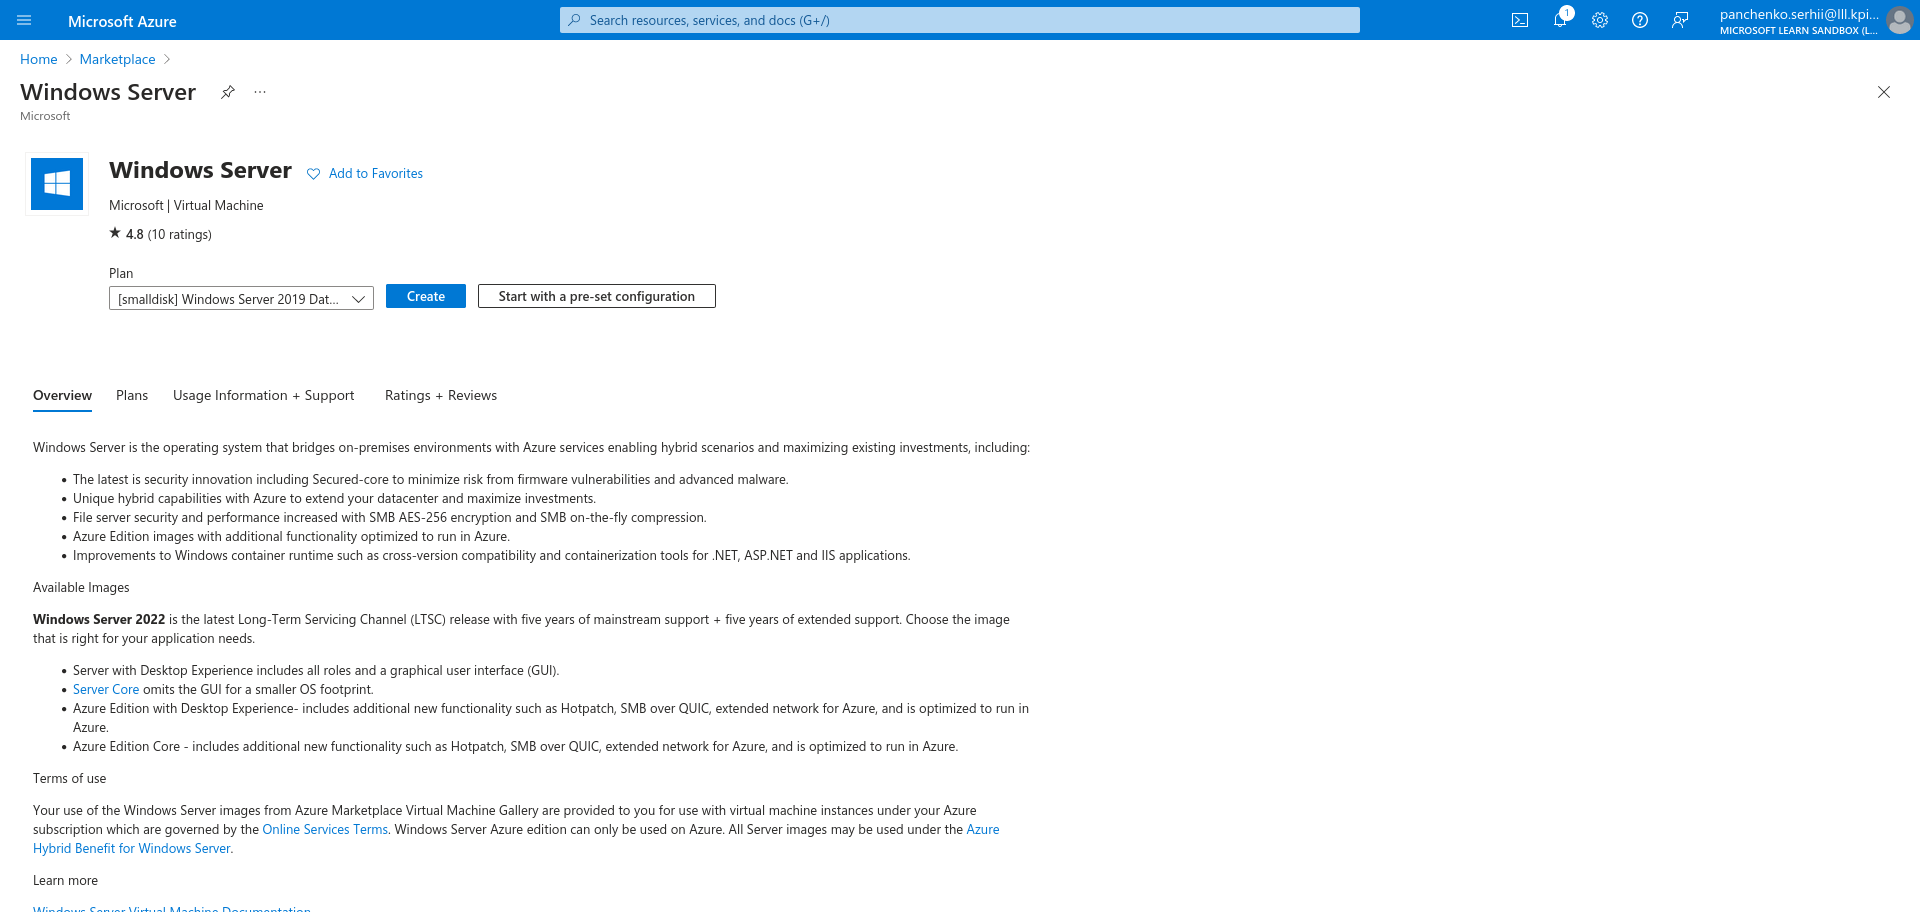 Microsoft Azure
Search resources, services, and docs (G+/)
1
panchenko.serhii@lll.kpi...
MICROSOFT LEARN SANDBOX (L...
Home > Marketplace >
Windows Server
...
Microsoft
Windows Server
Add to Favorites
Microsoft | Virtual Machine
★ 4.8 (10 ratings)
Plan
[smalldisk] Windows Server 2019 Dat...
Create
Start with a pre-set configuration
Overview Plans Usage Information + Support Ratings + Reviews
Windows Server is the operating system that bridges on-premises environments with Azure services enabling hybrid scenarios and maximizing existing investments, including:
• The latest is security innovation including Secured-core to minimize risk from firmware vulnerabilities and advanced malware.
• Unique hybrid capabilities with Azure to extend your datacenter and maximize investments.
• File server security and performance increased with SMB AES-256 encryption and SMB on-the-fly compression.
• Azure Edition images with additional functionality optimized to run in Azure.
• Improvements to Windows container runtime such as cross-version compatibility and containerization tools for .NET, ASP.NET and IIS applications.
Available Images
Windows Server 2022 is the latest Long-Term Servicing Channel (LTSC) release with five years of mainstream support + five years of extended support. Choose the image
that is right for your application needs.
• Server with Desktop Experience includes all roles and a graphical user interface (GUI).
• Server Core omits the GUI for a smaller OS footprint.
• Azure Edition with Desktop Experience- includes additional new functionality such as Hotpatch, SMB over QUIC, extended network for Azure, and is optimized to run in
Azure.
• Azure Edition Core - includes additional new functionality such as Hotpatch, SMB over QUIC, extended network for Azure, and is optimized to run in Azure.
Terms of use
Your use of the Windows Server images from Azure Marketplace Virtual Machine Gallery are provided to you for use with virtual machine instances under your Azure
subscription which are governed by the Online Services Terms. Windows Server Azure edition can only be used on Azure. All Server images may be used under the Azure
Hybrid Benefit for Windows Server.
Learn more
Windows Server Virtual Machine Documentation